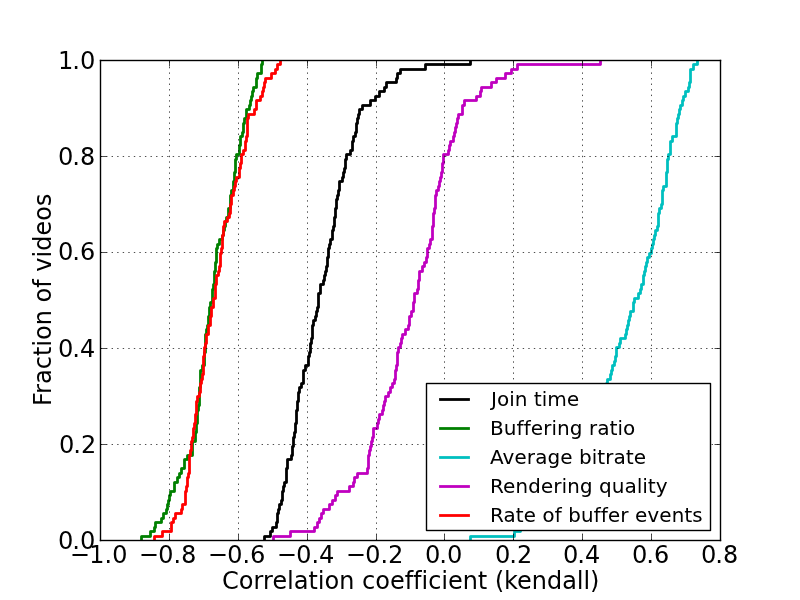 1.0
0.8
0.6
0.4
0.2
0.0
Fraction of videos
Join time
Buffering ratio
Average bitrate
Rendering quality
Rate of buffer events
−1.0 −0.8 −0.6 −0.4 −0.2 0.0 0.2 0.4 0.6 0.8
Correlation coefficient (kendall)